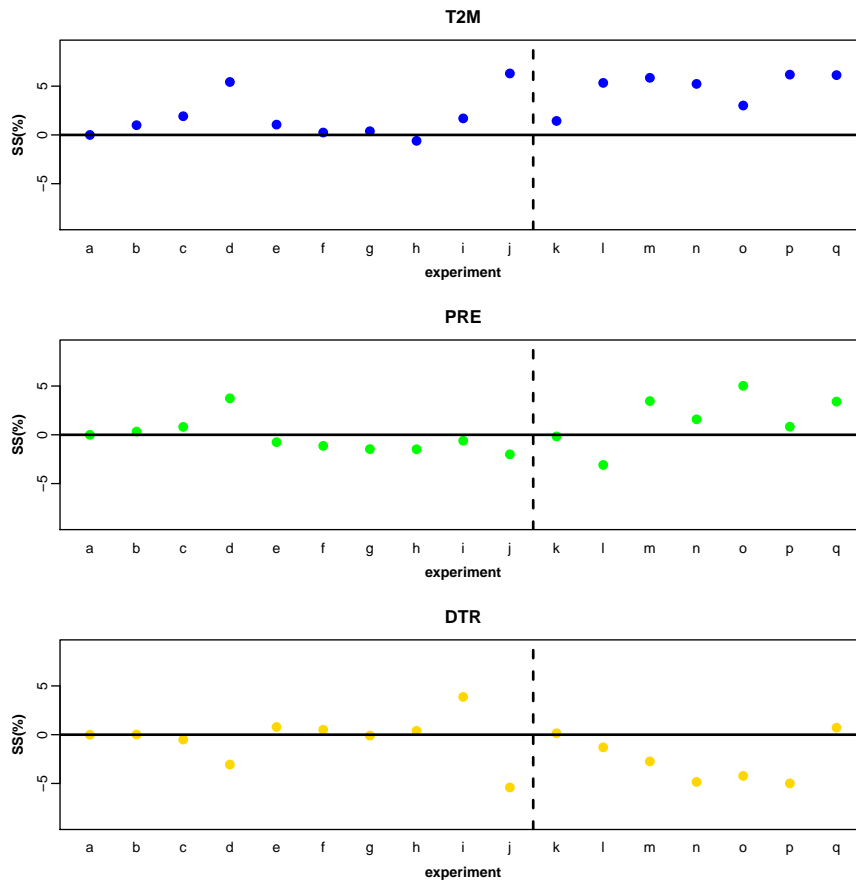 T2M
SS(%)
5
0
−5
a b c d e f g h i j k l m n o p q
experiment
PRE
SS(%)
5
0
−5
a b c d e f g h i j k l m n o p q
experiment
DTR
SS(%)
5
0
−5
a b c d e f g h i j k l m n o p q
experiment